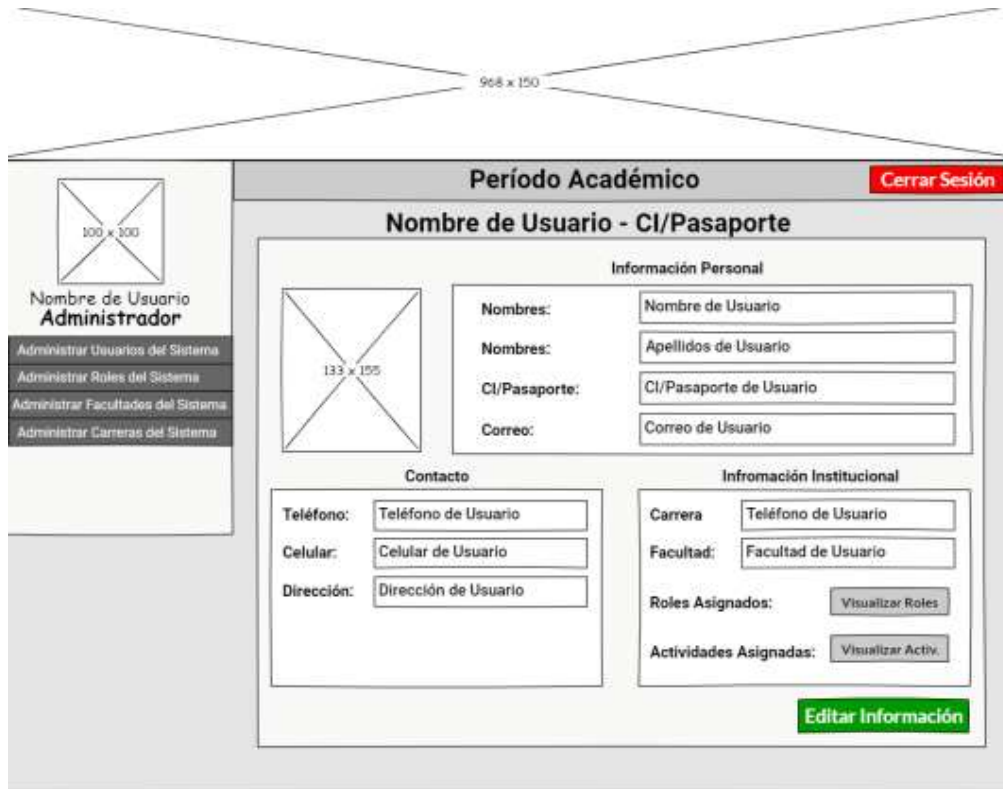 968 x 150
Período Académico
Cerrar Sesión
100 x 100
Nombre de Usuario
Administrador
Administrar Usuarios del Sistema
Administrar Roles del Sistema
Administrar Facultades del Sistema
Administrar Carreras del Sistema
Nombre de Usuario - CI/Pasaporte
Información Personal
133 x 155
Nombres: Nombre de Usuario
Nombres: Apellidos de Usuario
CI/Pasaporte: CI/Pasaporte de Usuario
Correo: Correo de Usuario
Contacto
Teléfono: Teléfono de Usuario
Celular: Celular de Usuario
Dirección: Dirección de Usuario
Infromación Institucional
Carrera Teléfono de Usuario
Facultad: Facultad de Usuario
Roles Asignados: Visualizar Roles
Actividades Asignadas: Visualizar Activ.
Editar Información